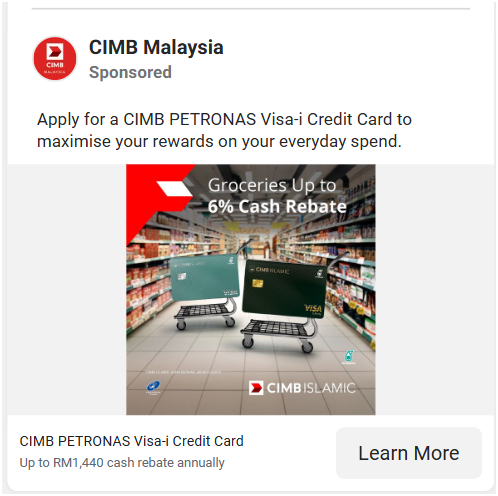 CIMB Malaysia
Sponsored
CIMB
MALAYSIA
Apply for a CIMB PETRONAS Visa-i Credit Card to
maximise your rewards on your everyday spend.
Groceries Up to
6% Cash Rebate
CIMB ISLAMIC
VISA
CIMB ISLAMIC
CIMB PETRONAS Visa-i Credit Card
Up to RM1,440 cash rebate annually
Learn More